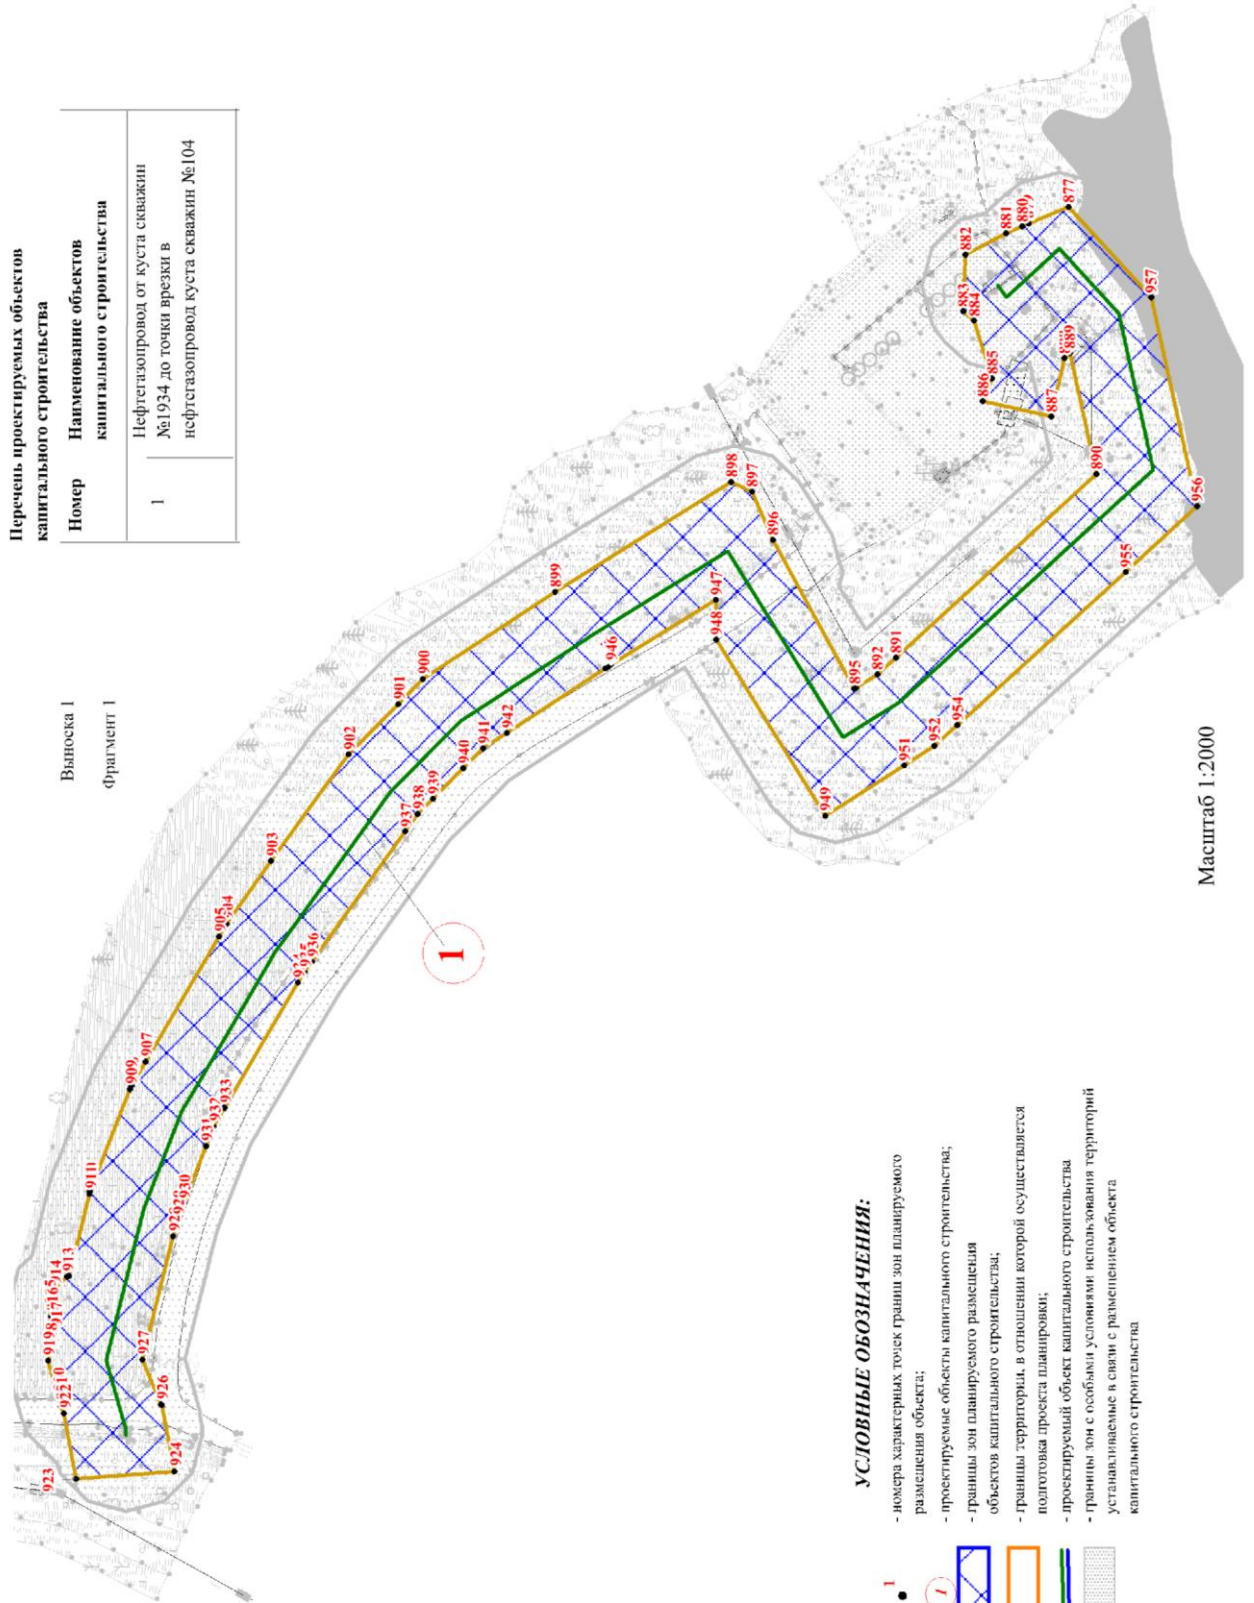 Перечень проектируемых объектов
капитального строительства
Номер Наименование объектов
капитального строительства
1
Нефтегазопровод от куста скважин
№1934 до точки врезки в
нефтегазопровод куста скважин №104
Выноска 1
Фрагмент 1
923
924
926
927
930
931
932
933
936
937
938
939
940
941
942
946
947
948
949
951
952
954
955
956
957
877
880
881
882
883
884
885
886
887
889
890
891
892
895
896
897
898
899
900
901
902
903
905
907
909
913
1
Масштаб 1:2000
УСЛОВНЫЕ ОБОЗНАЧЕНИЯ:
1
- номера характерных точек границ зон планируемого
размещения объекта;
1
- проектируемые объекты капитального строительства;
- границы зон планируемого размещения
объектов капитального строительства;
- границы территории, в отношении которой осуществляется
подготовка проекта планировки;
- проектируемый объект капитального строительства
- границы зон с особыми условиями использования территорий
устанавливаемые в связи с размещением объекта
капитального строительства